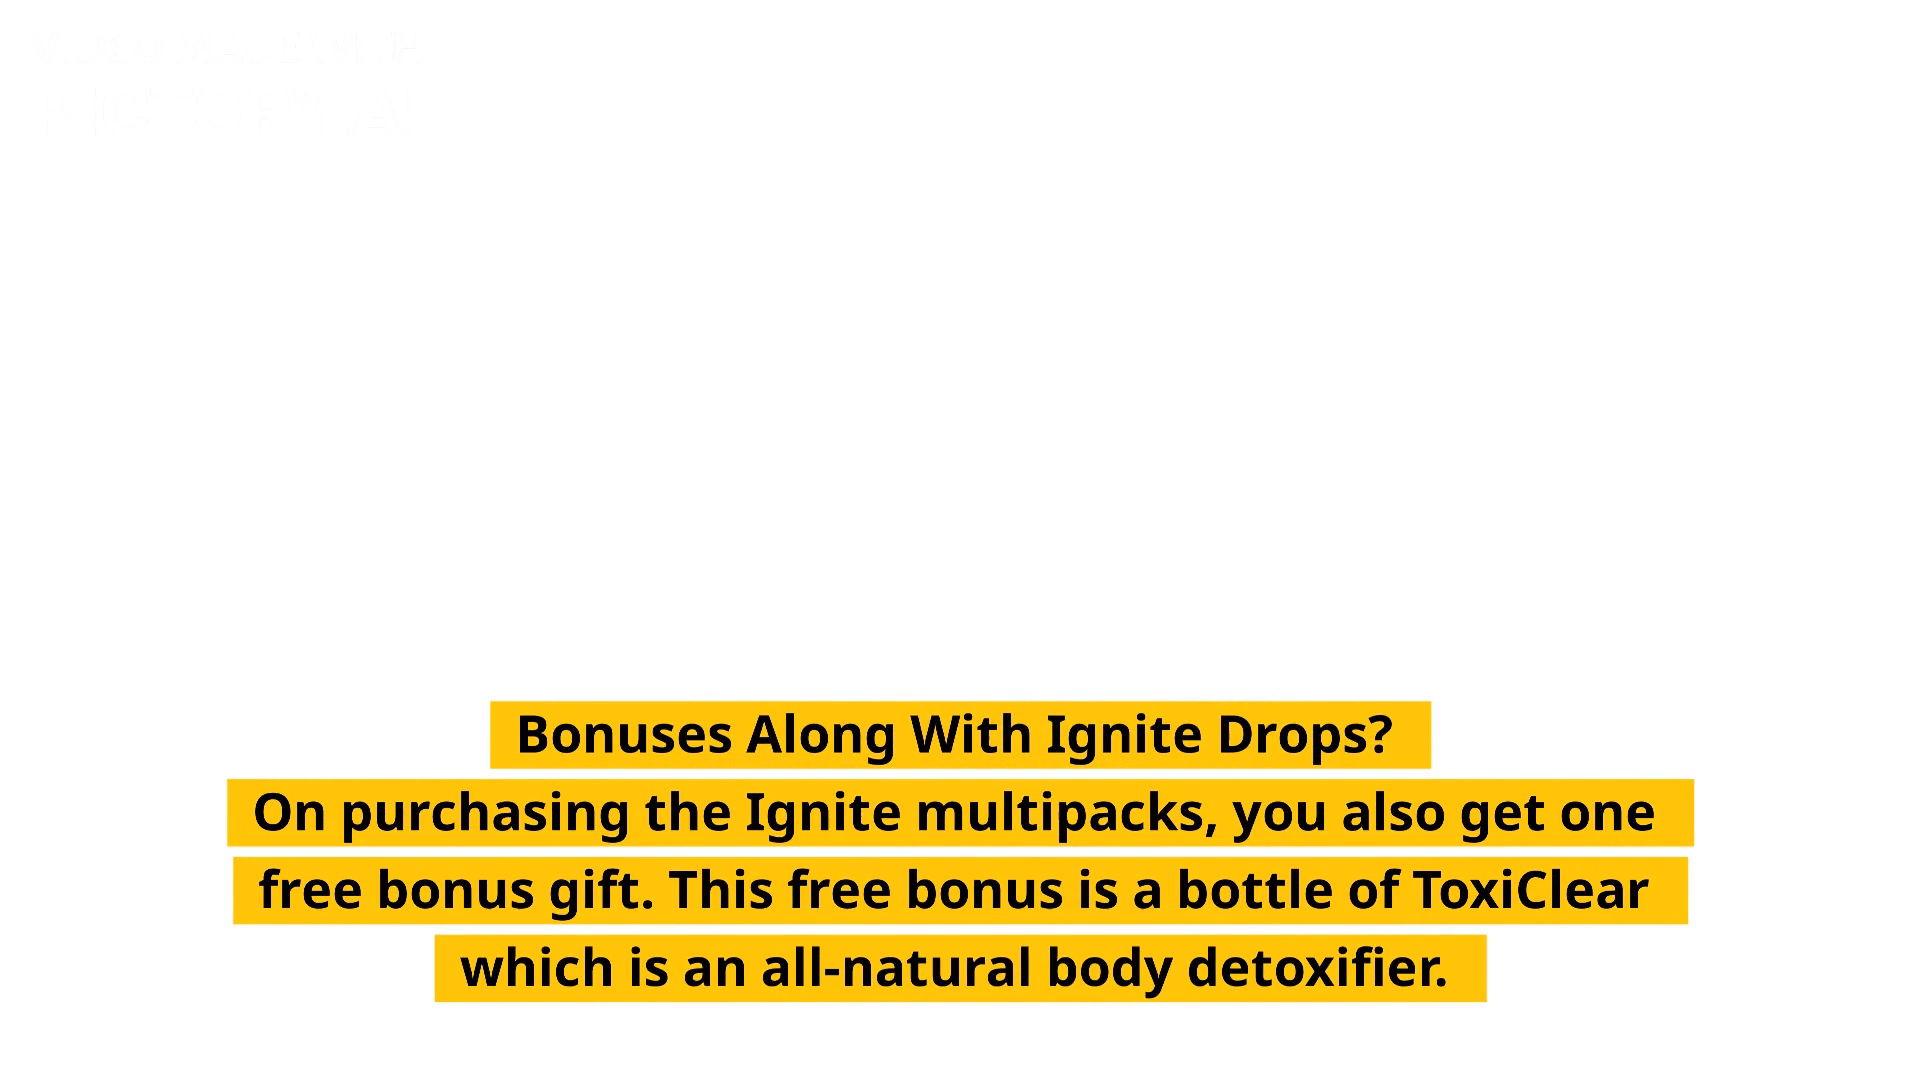 Bonuses Along With Ignite Drops?
On purchasing the Ignite multipacks, you also get one
free bonus gift. This free bonus is a bottle of ToxiClear
which is an all-natural body detoxifier.